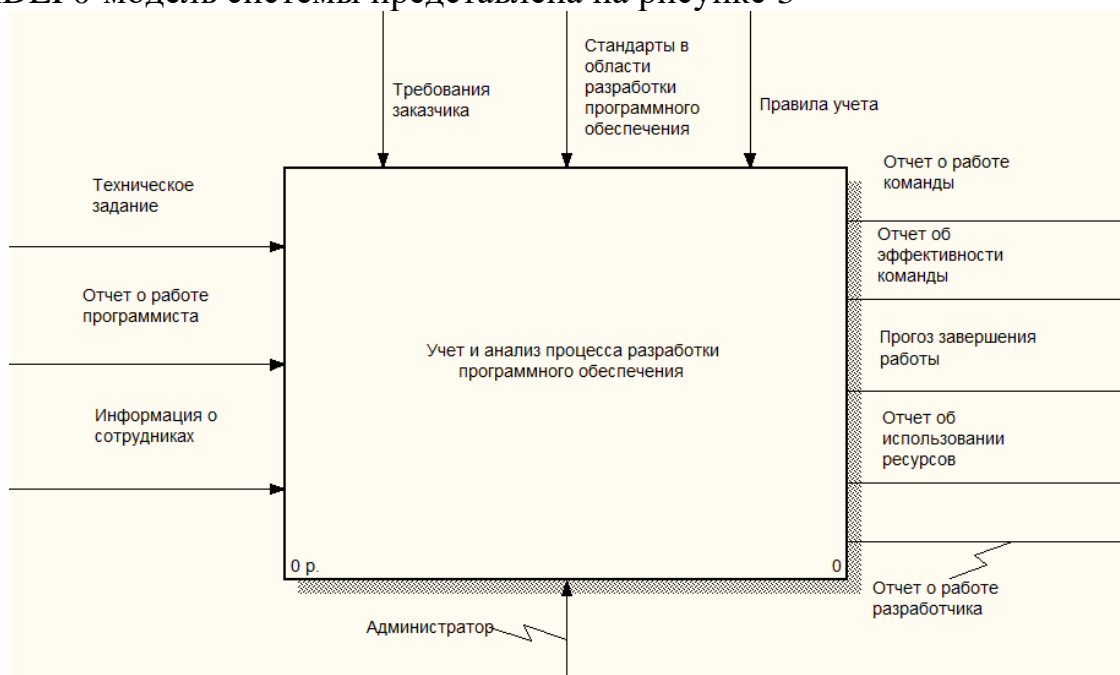 IDEF0 модель системы представлена на рисунке 3
Требования
заказчика
Стандарты в
области
разработки
программного
обеспечения
Правила учета
Техническое
задание
Отчет о работе
программиста
Информация о
сотрудниках
Учет и анализ процесса разработки
программного обеспечения
0 р.
0
Отчет о работе
команды
Отчет об
эффективности
команды
Прогоз завершения
работы
Отчет об
использовании
ресурсов
Отчет о работе
разработчика
Администратор